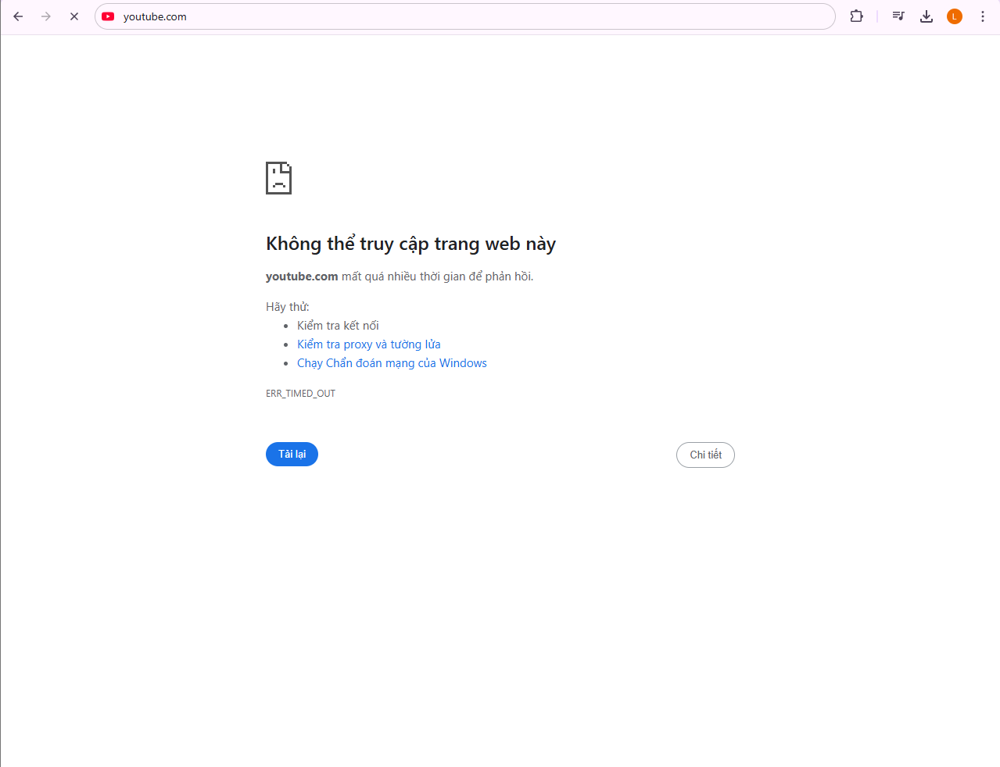 youtube.com
L
Không thể truy cập trang web này
youtube.com mất quá nhiều thời gian để phản hồi.
Hãy thử:
Kiểm tra kết nối
Kiểm tra proxy và tường lửa
Chạy Chẩn đoán mạng của Windows
ERR_TIMED_OUT
Tải lại
Chi tiết